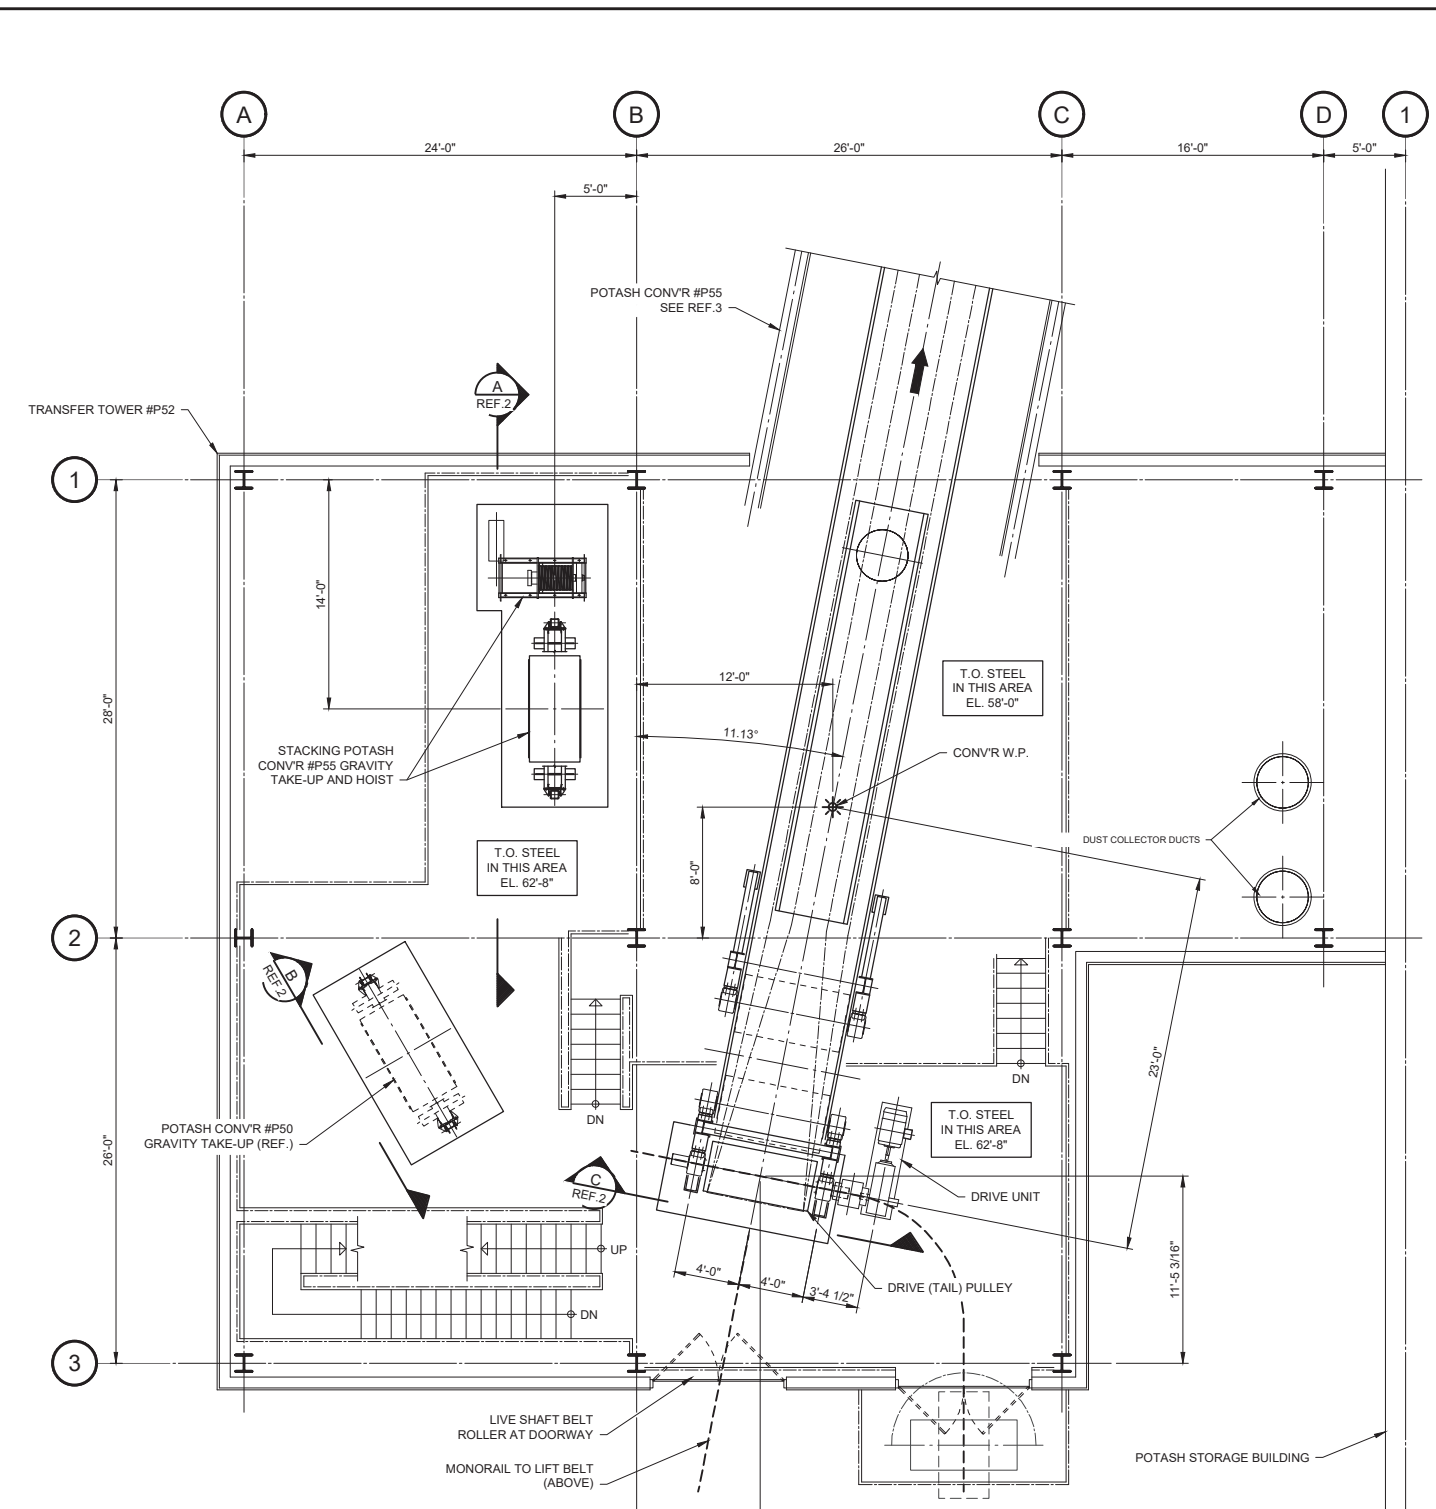 A
B
C
D
1
24'-0"
26'-0"
16'-0"
5'-0"
5'-0"
POTASH CONV'R #P55
SEE REF.3
A
REF.2
TRANSFER TOWER #P52
1
14'-0"
28'-0"
12'-0"
T.O. STEEL
IN THIS AREA
EL. 58'-0"
11.13°
STACKING POTASH
CONV'R #P55 GRAVITY
TAKE-UP AND HOIST
CONV'R W.P.
DUST COLLECTOR DUCTS
8'-0"
T.O. STEEL
IN THIS AREA
EL. 62'-8"
2
B
REF.2
23'-0"
DN
DN
T.O. STEEL
IN THIS AREA
EL. 62'-8"
POTASH CONV'R #P50
GRAVITY TAKE-UP (REF.)
26'-0"
C
REF.2
DRIVE UNIT
UP
4'-0"
4'-0"
3'-4 1/2"
DRIVE (TAIL) PULLEY
11'-5 3/16"
DN
3
LIVE SHAFT BELT
ROLLER AT DOORWAY
MONORAIL TO LIFT BELT
(ABOVE)
POTASH STORAGE BUILDING